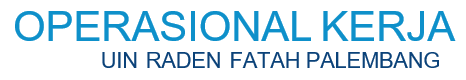 OPERASIONAL KERJA
UIN RADEN FATAH PALEMBANG